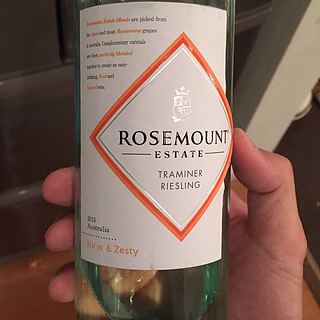 Rosemount Estate Blends are picked from
the ripest and most flavoursome grapes
in Australia. Complementary varietals
are then perfectly blended
together to create an easy-
drinking, fresh and
balanced wine.
ROSEMOUNT
ESTATE
TRAMINER
RIESLING
2015
Australia
RICH & Zesty